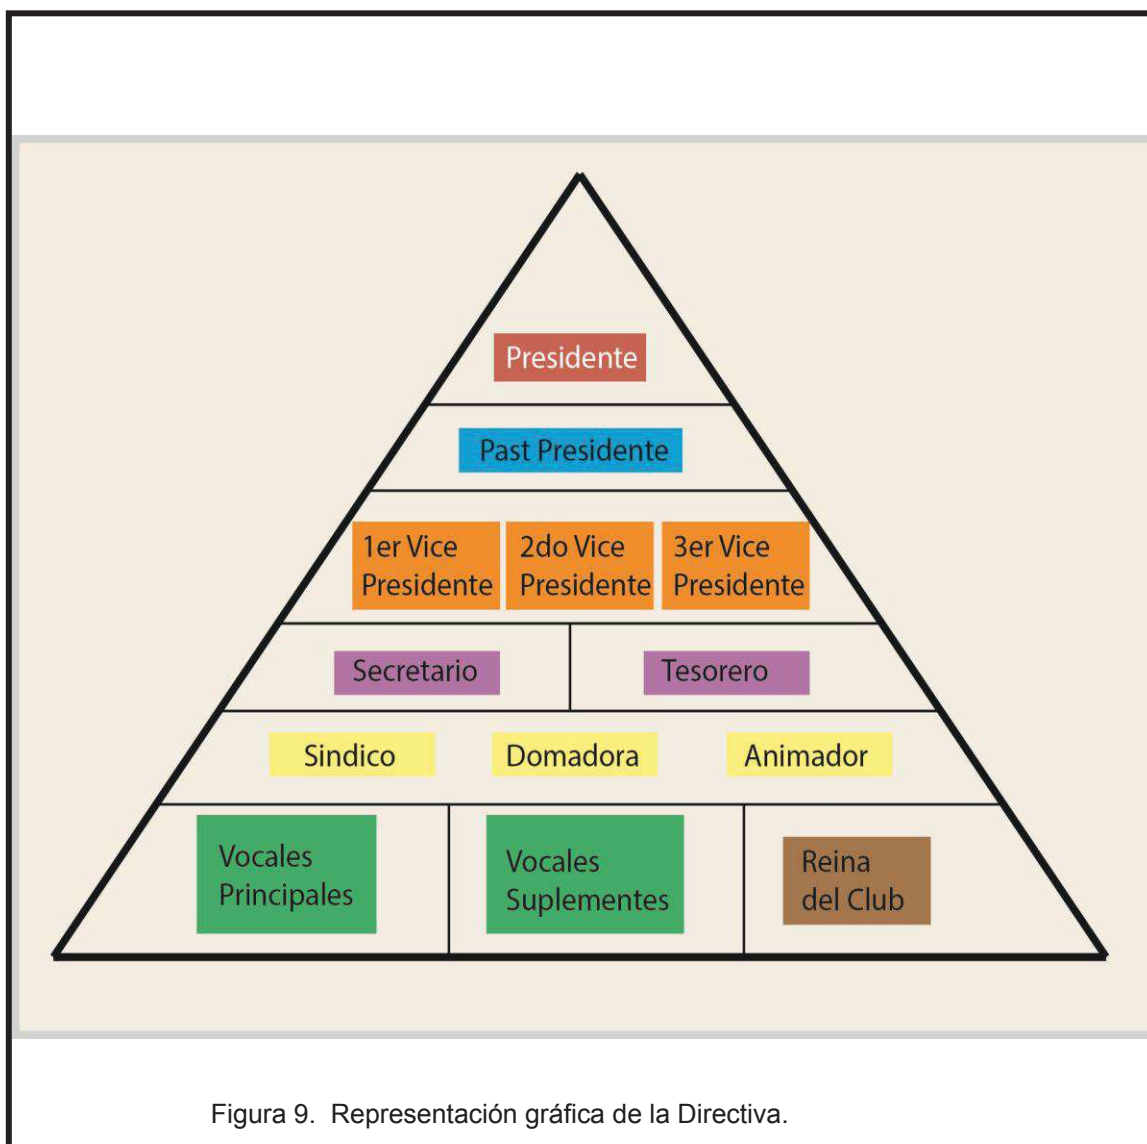 Presidente
Past Presidente
1er Vice
Presidente
2do Vice
Presidente
3er Vice
Presidente
Secretario
Tesorero
Sindico
Domadora
Animador
Vocales
Principales
Vocales
Suplementes
Reina
del Club
Figura 9. Representación gráfica de la Directiva.